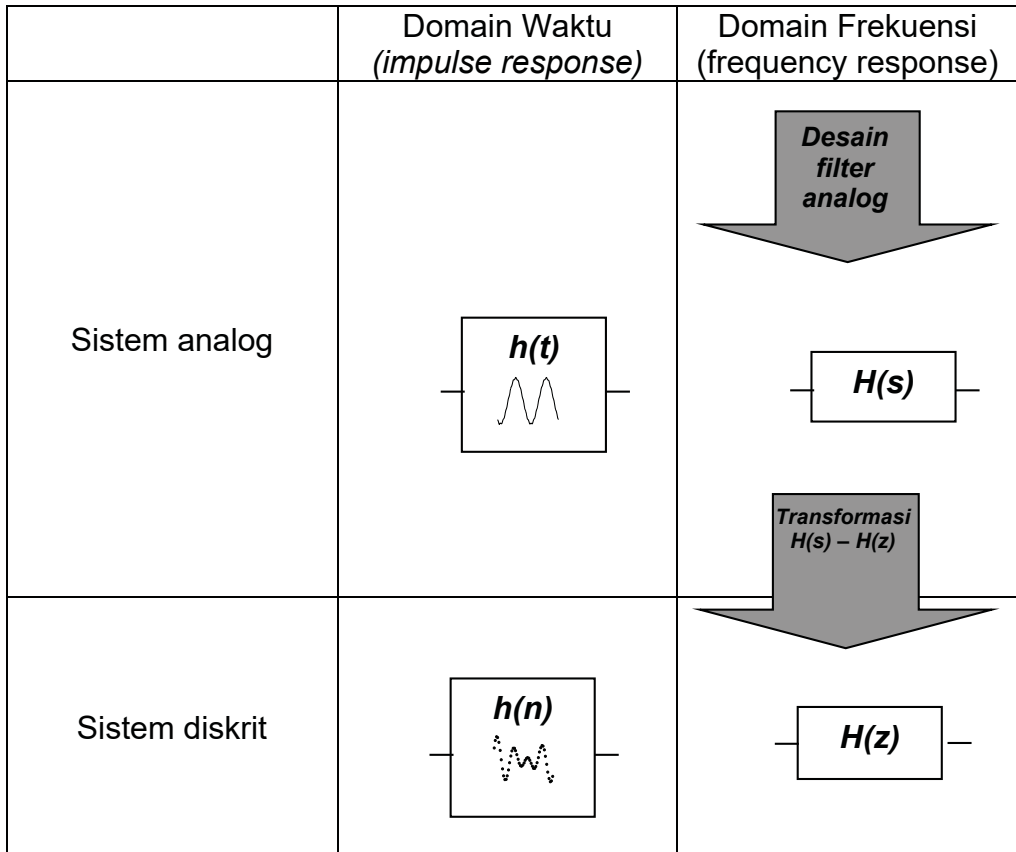 Domain Waktu
(impulse response)
Domain Frekuensi
(frequency response)
Desain
filter
analog
Sistem analog
h(t)
H(s)
Transformasi
H(s) – H(z)
Sistem diskrit
h(n)
H(z)